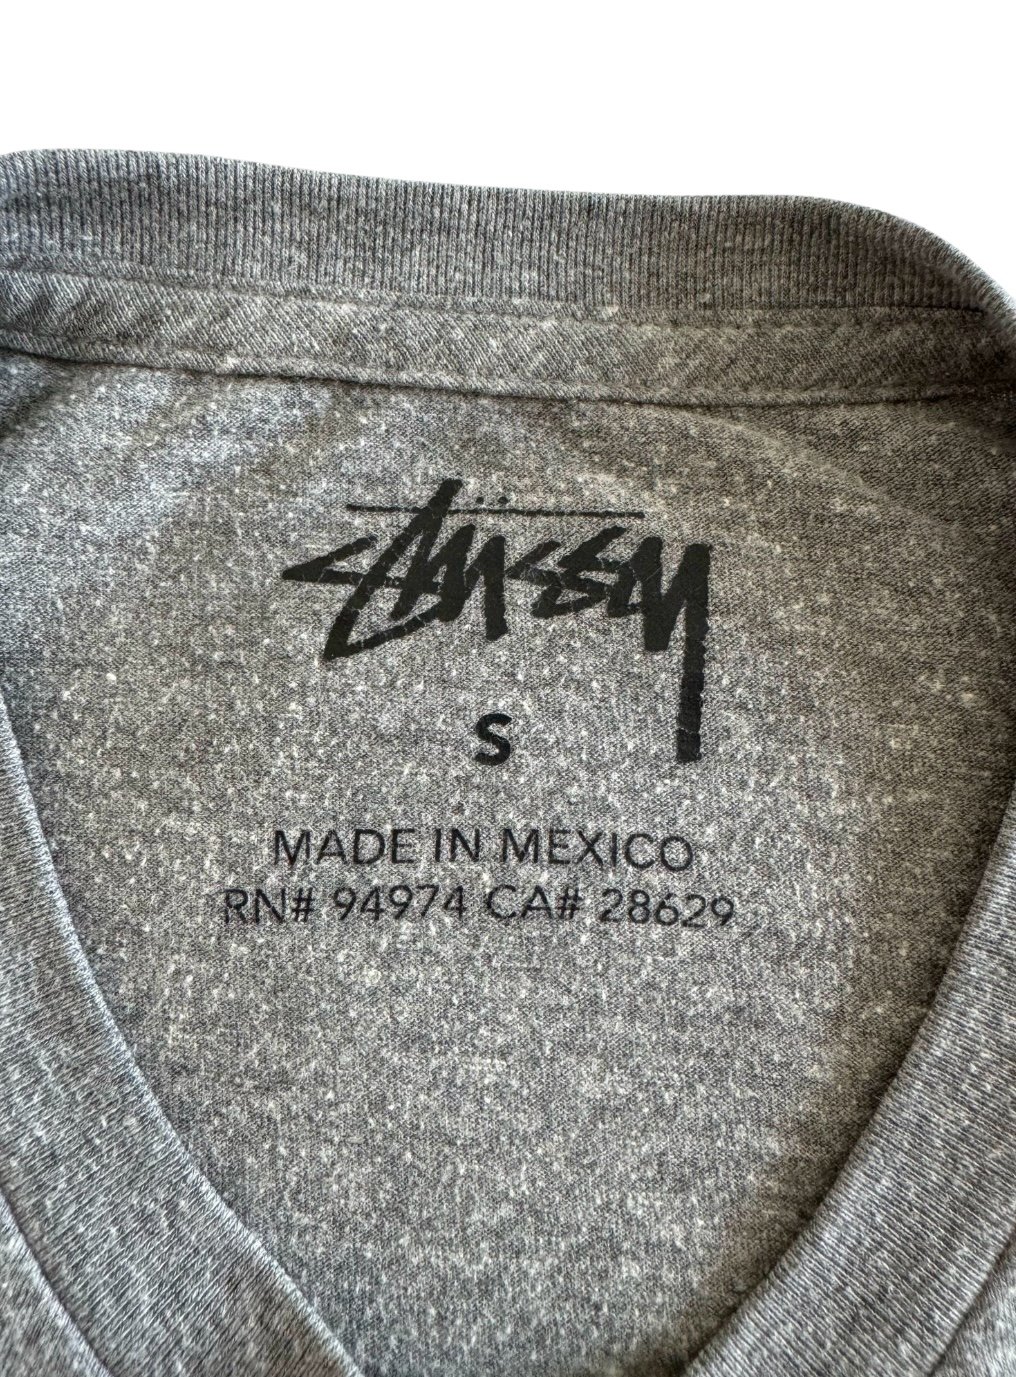 Stüssy
S
MADE IN MEXICO
RN# 94974 CA# 28629